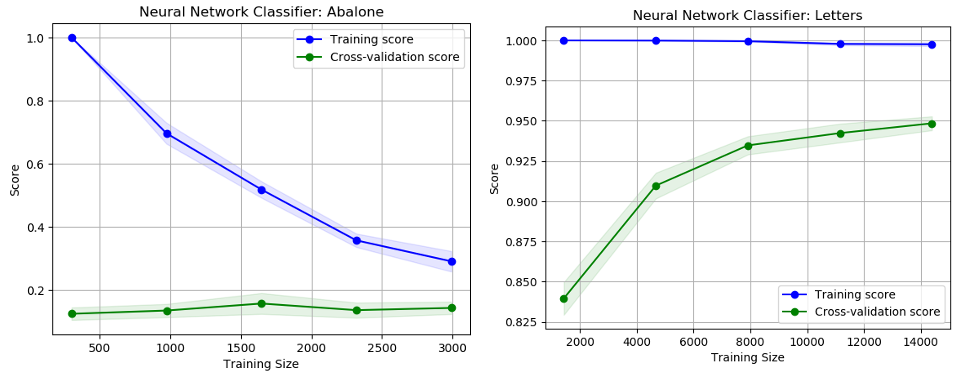 Neural Network Classifier: Abalone
Training score
Cross-validation score
1.0
0.8
0.6
0.4
0.2
Score
500
1000
1500
2000
2500
3000
Training Size
Neural Network Classifier: Letters
1.000
0.975
0.950
0.925
0.900
0.875
0.850
0.825
Score
Training score
Cross-validation score
2000
4000
6000
8000
10000
12000
14000
Training Size